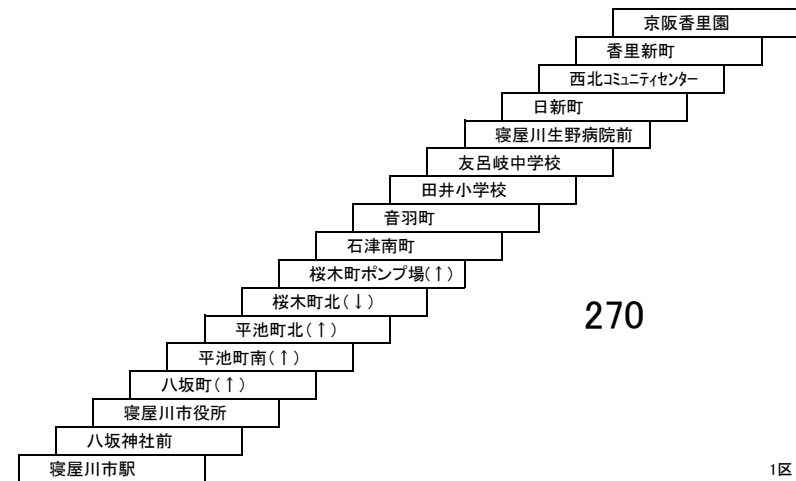 京阪香里園
香里新町
西北コミュニティセンター
日新町
寝屋川生野病院前
友呂岐中学校
田井小学校
音羽町
石津南町
桜木町ポンプ場(↑)
桜木町北(↓)
平池町北(↑)
平池町南(↑)
八坂町(↑)
寝屋川市役所
八坂神社前
寝屋川市駅
270
1区